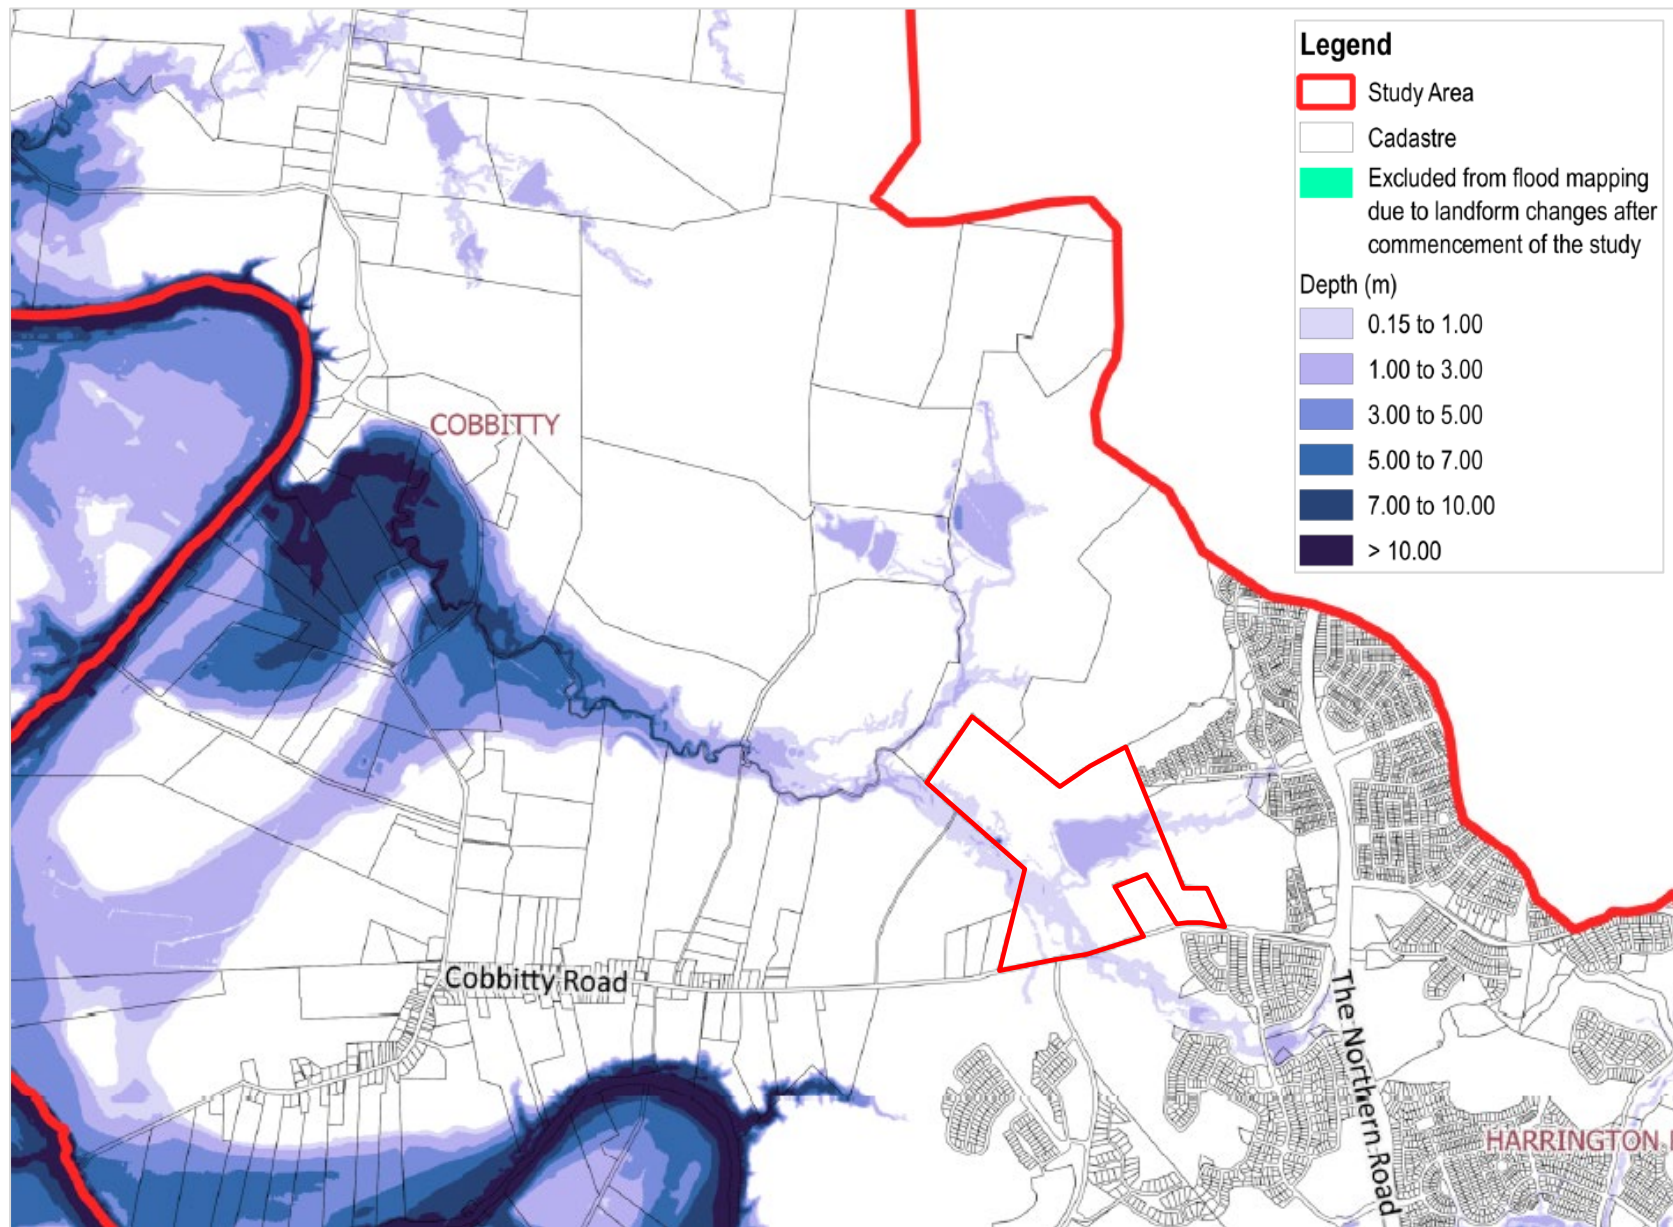 Legend
Study Area
Cadastre
Excluded from flood mapping
due to landform changes after
commencement of the study
Depth (m)
0.15 to 1.00
1.00 to 3.00
3.00 to 5.00
5.00 to 7.00
7.00 to 10.00
> 10.00
COBBITTY
Cobbitty Road
The Northern Road
HARRINGTON